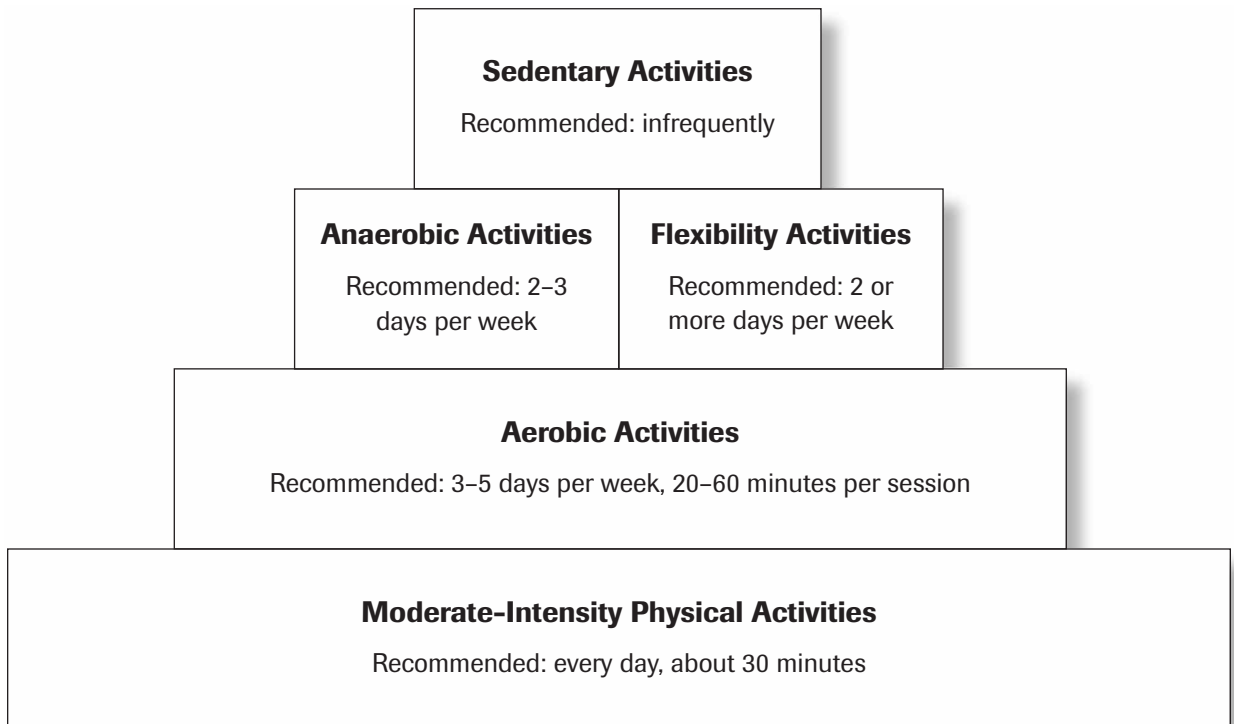 Sedentary Activities
Recommended: infrequently
Anaerobic Activities
Recommended: 2–3
days per week
Flexibility Activities
Recommended: 2 or
more days per week
Aerobic Activities
Recommended: 3–5 days per week, 20–60 minutes per session
Moderate-Intensity Physical Activities
Recommended: every day, about 30 minutes